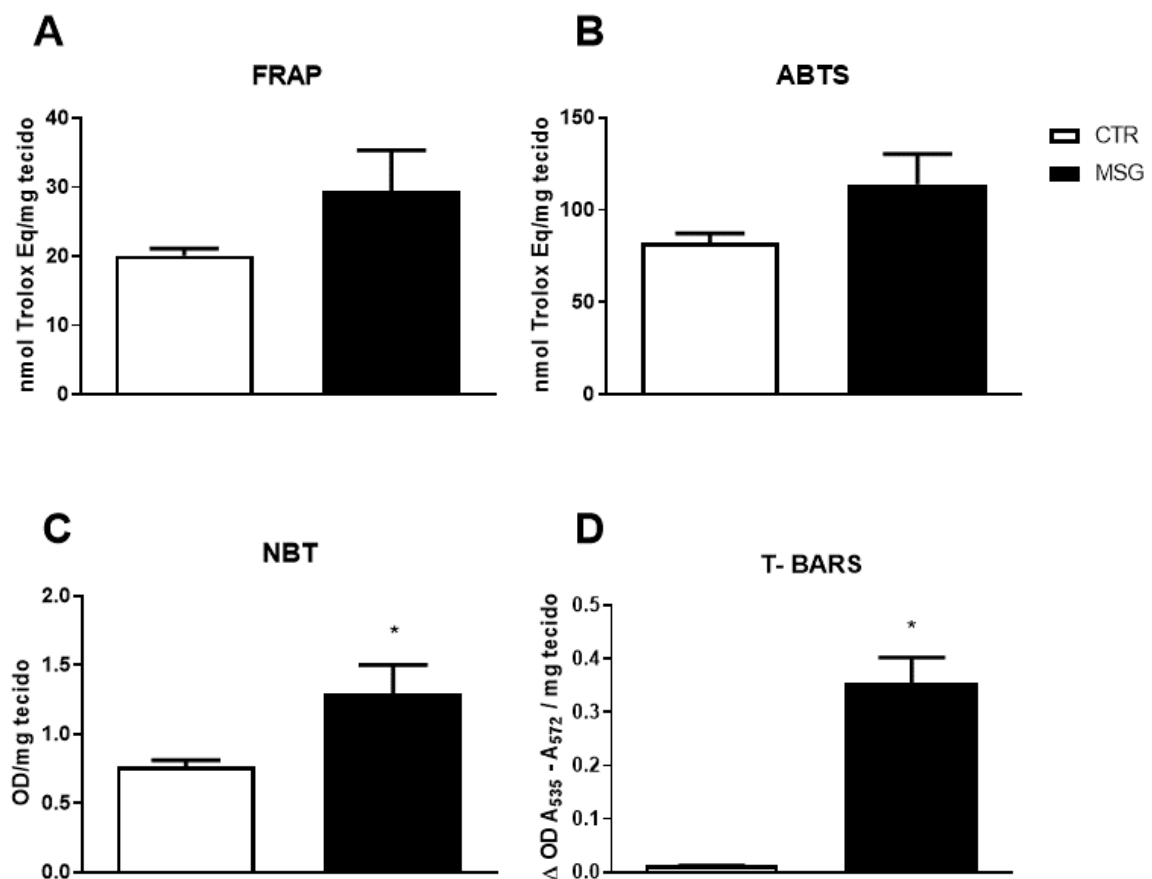 A
FRAP
nmol Trolox Eq/mg tecido
40
30
20
10
0
B
ABTS
nmol Trolox Eq/mg tecido
150
100
50
0
CTR
MSG
C
NBT
OD/mg tecido
2.0
1.5
1.0
0.5
0.0
*
D
T- BARS
Δ OD A535 - A572 / mg tecido
0.5
0.4
0.3
0.2
0.1
0.0
*